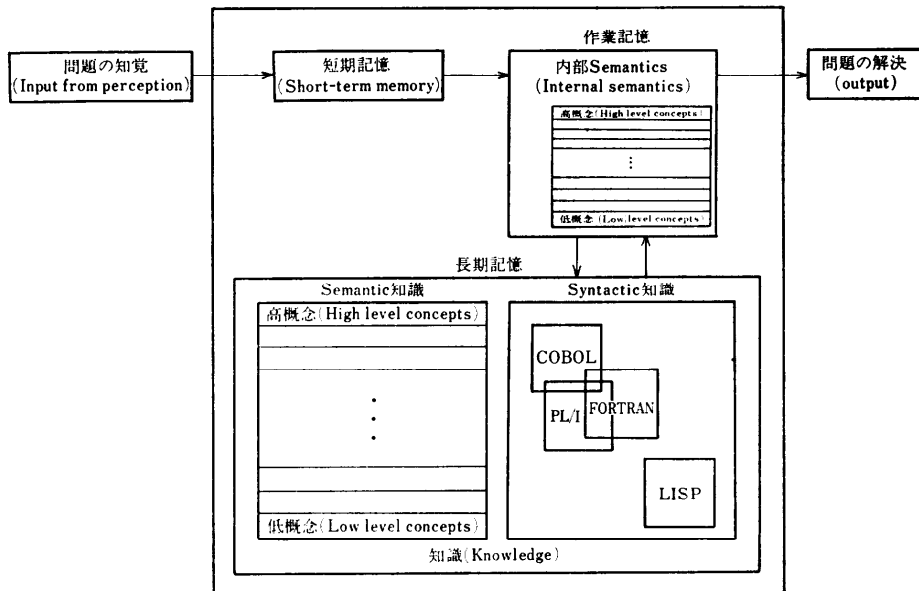 作業記憶
問題の知覚
(Input from perception)
短期記憶
(Short-term memory)
内部Semantics
(Internal semantics)
高概念(High level concepts)
⋮
低概念(Low level concepts)
問題の解決
(output)
長期記憶
Semantic知識
高概念(High level concepts)
⋮
低概念(Low level concepts)
Syntactic知識
COBOL
PL/I
FORTRAN
LISP
知識(Knowledge)